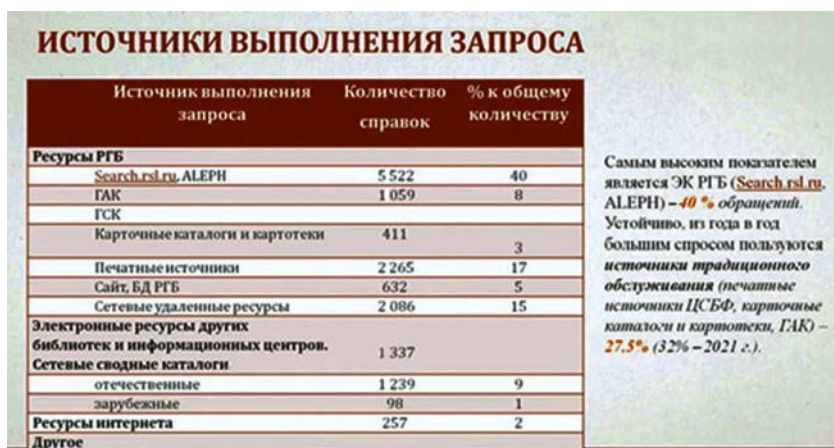 ИСТОЧНИКИ ВЫПОЛНЕНИЯ ЗАПРОСА
Источник выполнения запроса Количество справок % к общему количеству
Ресурсы РГБ
Search.rsl.ru, ALEPH 5 522 40
ГАК 1 059 8
ГСК
Карточные каталоги и картотеки 411 3
Печатные источники 2 265 17
Сайт, БД РГБ 632 5
Сетевые удаленные ресурсы 2 086 15
Электронные ресурсы других
библиотек и информационных центров.
Сетевые сводные каталоги 1 337
отечественные 1 239 9
зарубежные 98 1
Ресурсы интернета 257 2
Другое
Самым высоким показателем
является ЭК РГБ (Search.rsl.ru,
ALEPH) – 40 % обращений.
Устойчиво, из года в год
большим спросом пользуются
источники традиционного
обслуживания (печатные
источники ЦСБФ, карточные
каталоги и картотеки, ГАК) –
27.5% (32% – 2021 г.).